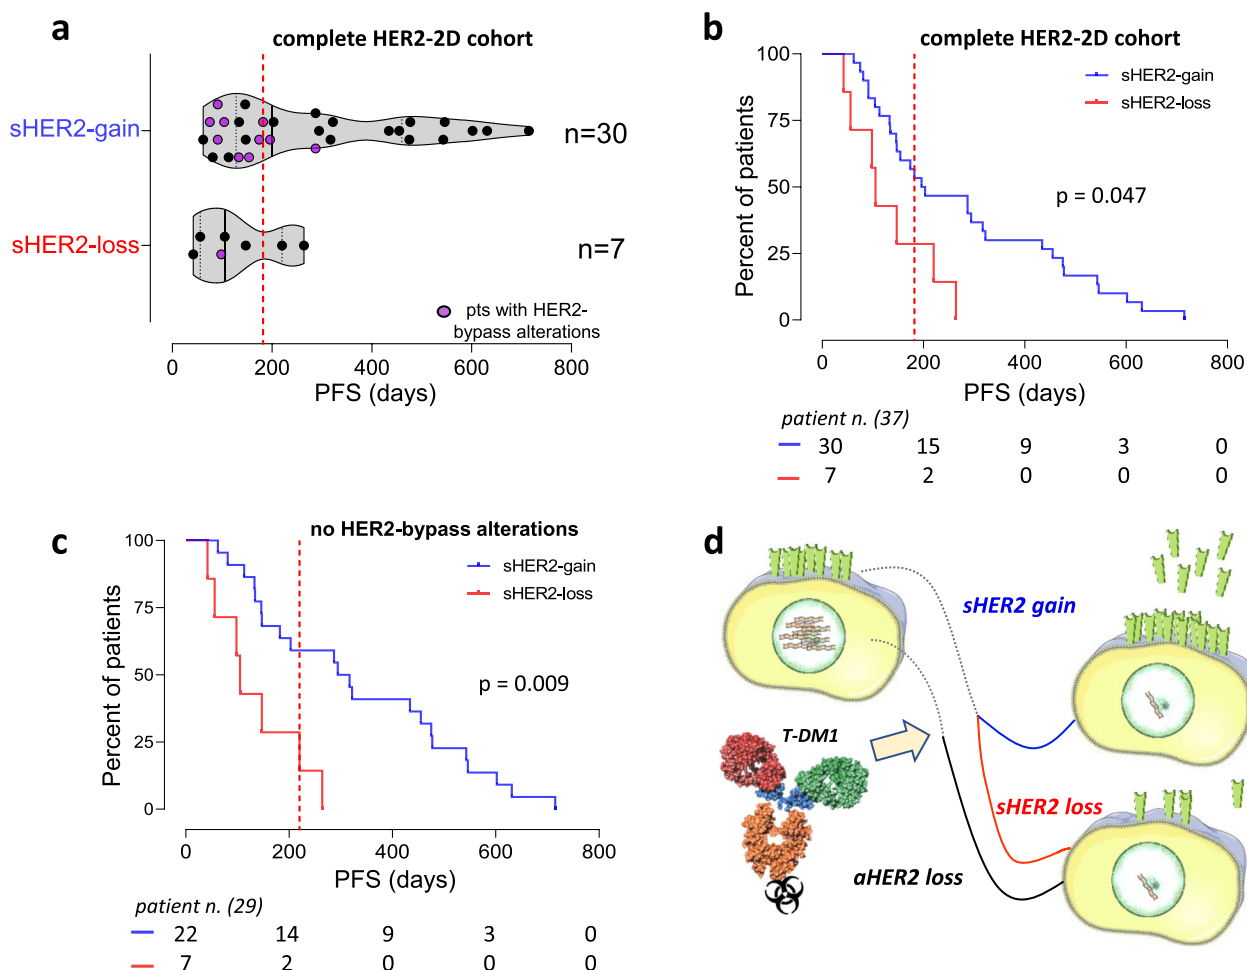 a
complete HER2-2D cohort
sHER2-gain
n=30
sHER2-loss
n=7
pts with HER2-
bypass alterations
0 200 400 600 800
PFS (days)
b
complete HER2-2D cohort
100
75
50
25
0
Percent of patients
sHER2-gain
sHER2-loss
p = 0.047
0 200 400 600 800
PFS (days)
patient n. (37)
30 15 9 3 0
7 2 0 0 0
c
no HER2-bypass alterations
100
75
50
25
0
Percent of patients
sHER2-gain
sHER2-loss
p = 0.009
0 200 400 600 800
PFS (days)
patient n. (29)
22 14 9 3 0
7 2 0 0 0
d
sHER2 gain
T-DM1
sHER2 loss
aHER2 loss